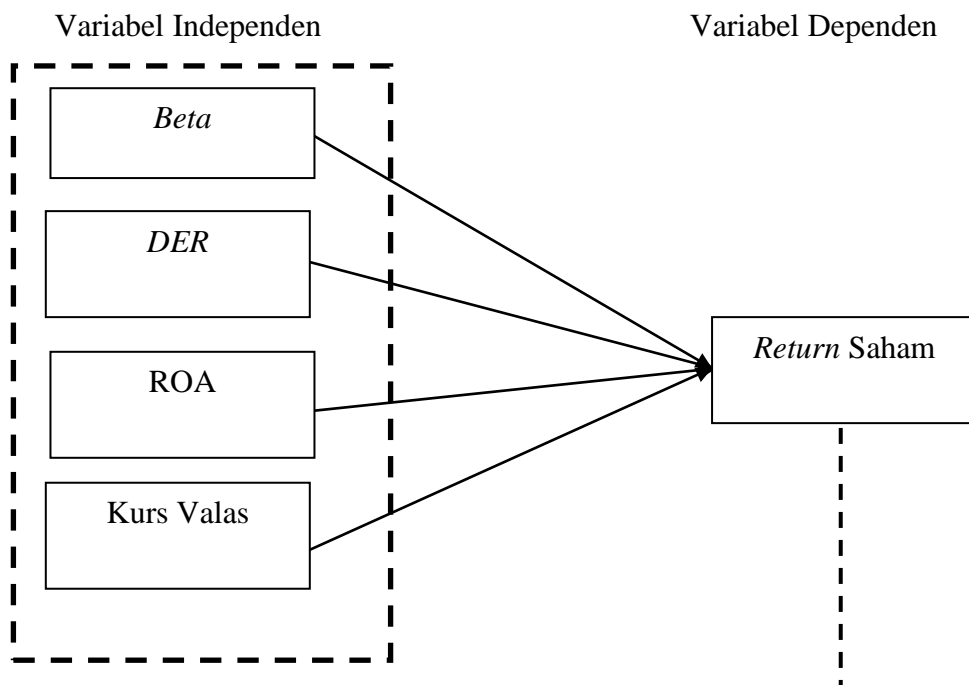 Variabel Independen
Variabel Dependen
Beta
DER
ROA
Kurs Valas
Return Saham